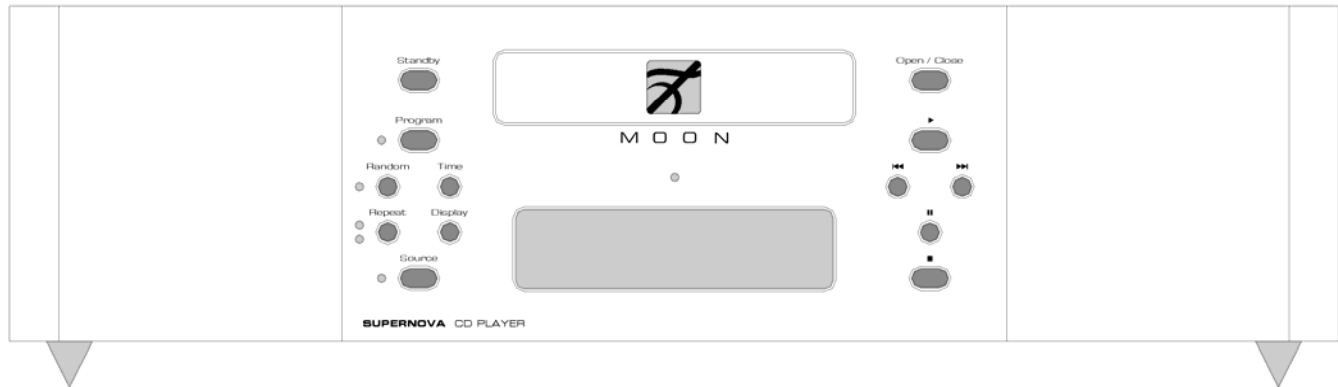 Standby
Open / Close
Program
MOON
Random Time
Repeat Display
Source
SUPERNOVA CD PLAYER